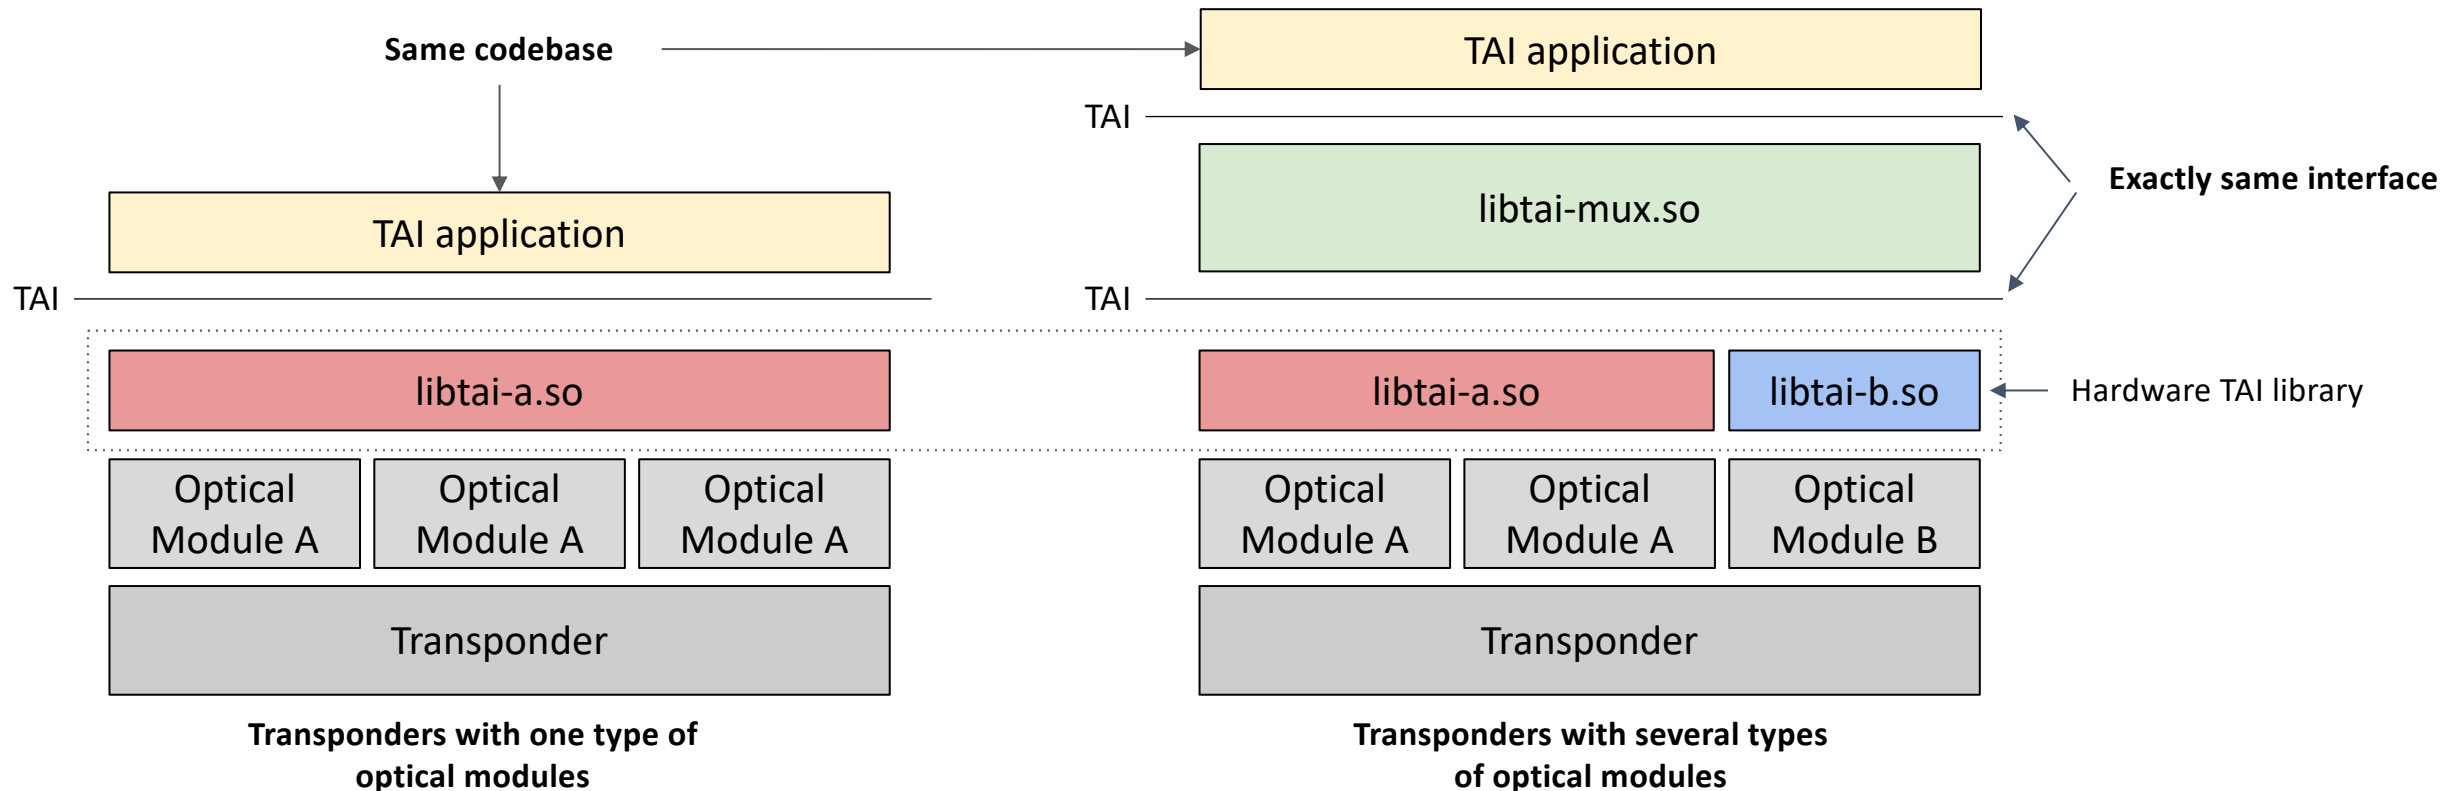 Same codebase
TAI application
TAI
libtai-mux.so
Exactly same interface
TAI application
TAI
TAI
libtai-a.so
libtai-a.so
libtai-b.so
Hardware TAI library
Optical
Module A
Optical
Module A
Optical
Module A
Optical
Module A
Optical
Module A
Optical
Module B
Transponder
Transponder
Transponders with one type of
optical modules
Transponders with several types
of optical modules